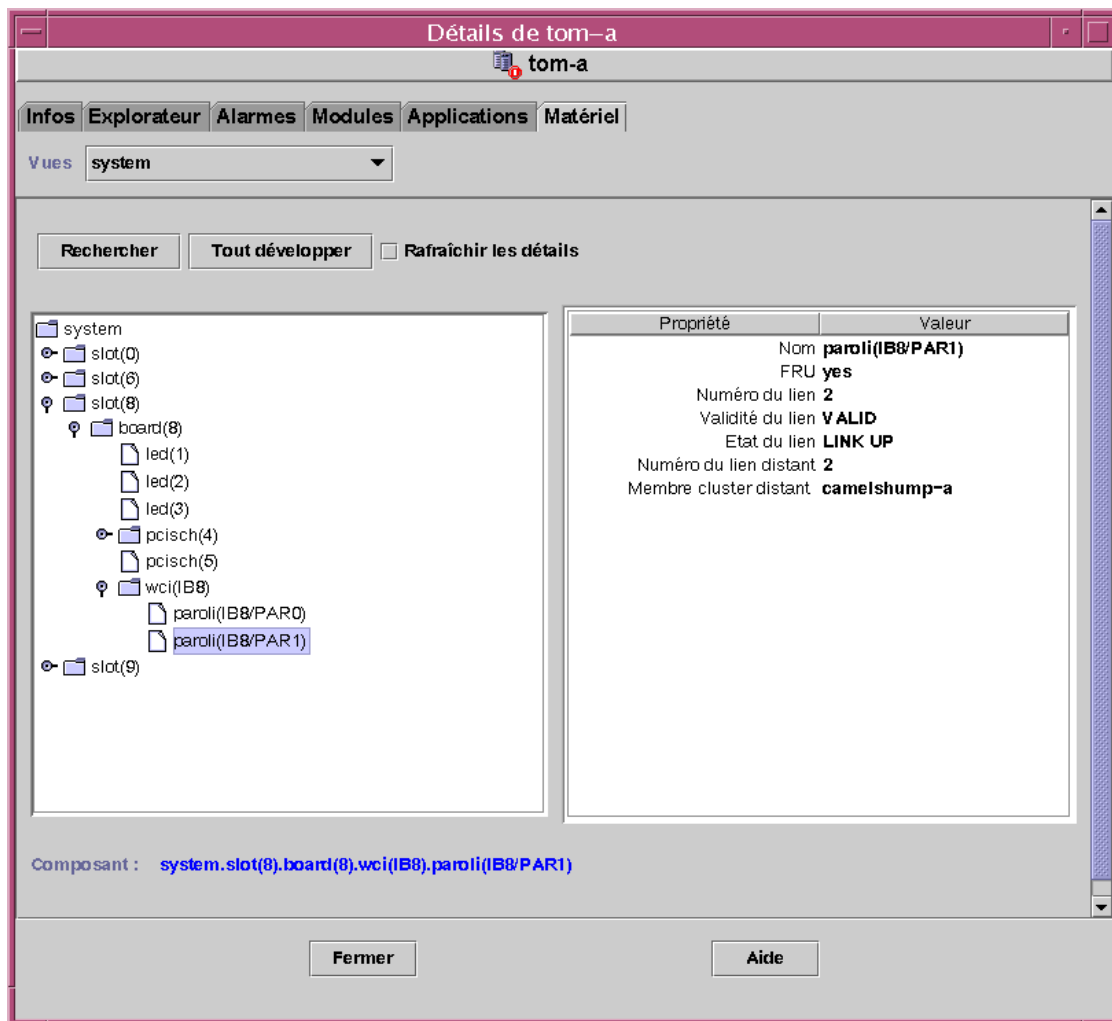 Détails de tom-a
tom-a
Infos Explorateur Alarmes Modules Applications Matériel
Vues system
Rechercher Tout développer Rafraîchir les détails
system
slot(0)
slot(6)
slot(8)
board(8)
led(1)
led(2)
led(3)
pcisch(4)
pcisch(5)
wci(IB8)
paroli(IB8/PAR0)
paroli(IB8/PAR1)
slot(9)
Propriété Valeur
Nom paroli(IB8/PAR1)
FRU yes
Numéro du lien 2
Validité du lien VALID
Etat du lien LINK UP
Numéro du lien distant 2
Membre cluster distant camelshump-a
Composant : system.slot(8).board(8).wci(IB8).paroli(IB8/PAR1)
Fermer Aide